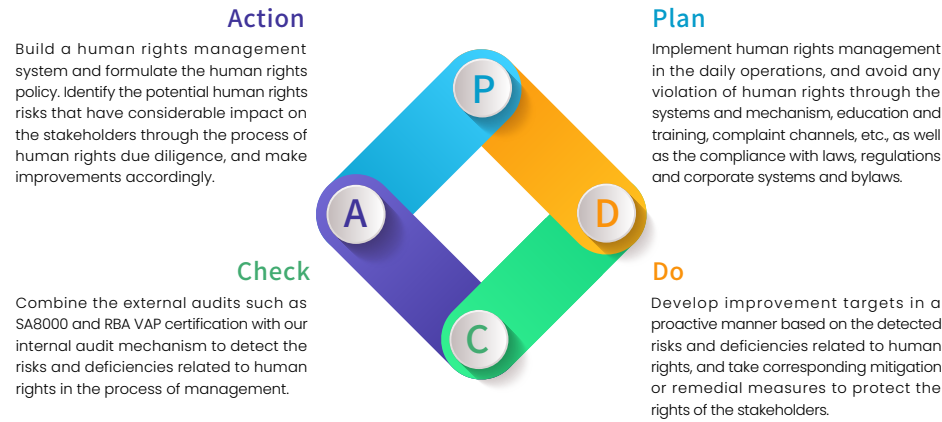 Action
Build a human rights management
system and formulate the human rights
policy. Identify the potential human rights
risks that have considerable impact on
the stakeholders through the process of
human rights due diligence, and make
improvements accordingly.
Plan
Implement human rights management
in the daily operations, and avoid any
violation of human rights through the
systems and mechanism, education and
training, complaint channels, etc., as well
as the compliance with laws, regulations
and corporate systems and bylaws.
P
A
D
C
Check
Combine the external audits such as
SA8000 and RBA VAP certification with our
internal audit mechanism to detect the
risks and deficiencies related to human
rights in the process of management.
Do
Develop improvement targets in a
proactive manner based on the detected
risks and deficiencies related to human
rights, and take corresponding mitigation
or remedial measures to protect the
rights of the stakeholders.